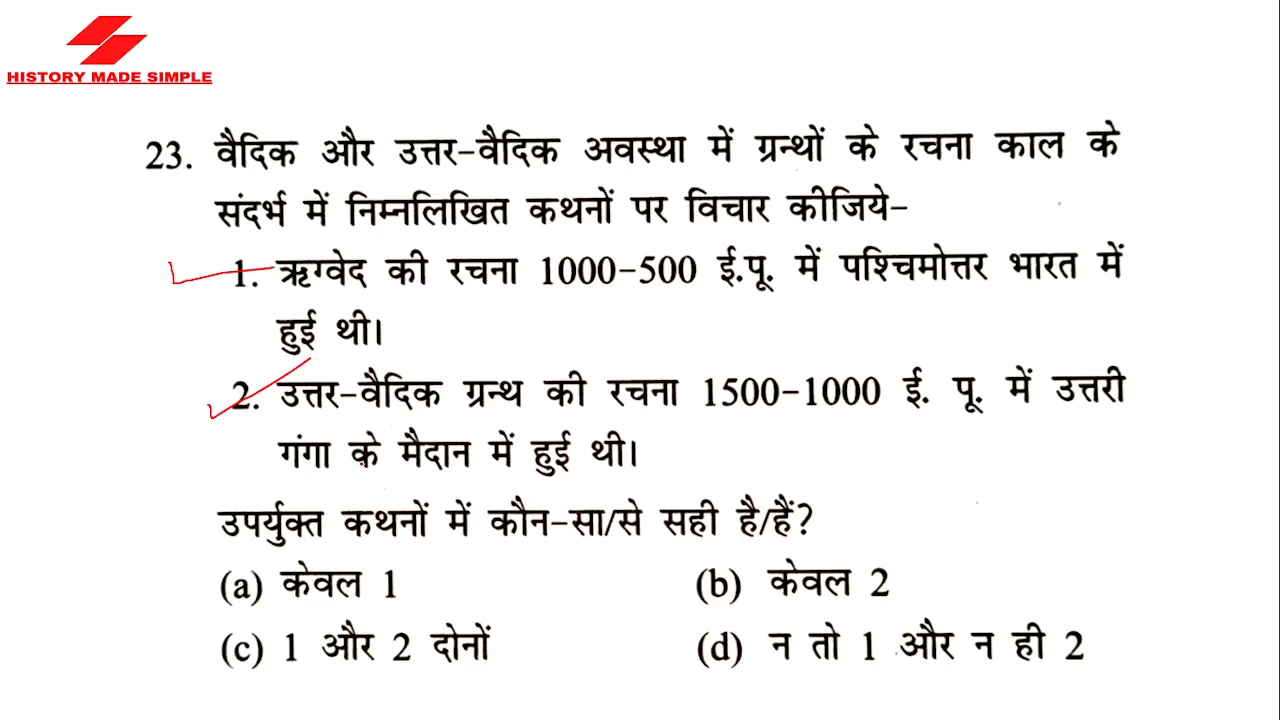 HISTORY MADE SIMPLE
23. वैदिक और उत्तर-वैदिक अवस्था में ग्रन्थों के रचना काल के
संदर्भ में निम्नलिखित कथनों पर विचार कीजिये-
1. ऋग्वेद की रचना 1000-500 ई.पू. में पश्चिमोत्तर भारत में
हुई थी।
2. उत्तर-वैदिक ग्रन्थ की रचना 1500-1000 ई. पू. में उत्तरी
गंगा के मैदान में हुई थी।
उपर्युक्त कथनों में कौन-सा/से सही है/हैं?
(a) केवल 1 (b) केवल 2
(c) 1 और 2 दोनों (d) न तो 1 और न ही 2